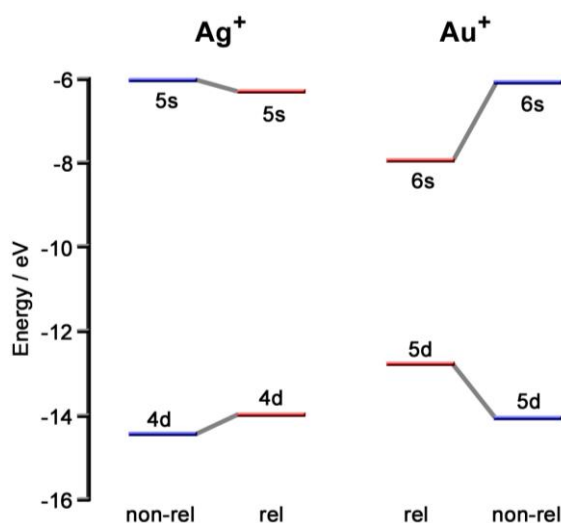 Ag+ Au+
-6
5s 5s 6s
-8
6s
-10
Energy / eV
-12
5d
4d 4d 5d
-14
-16
non-rel rel rel non-rel